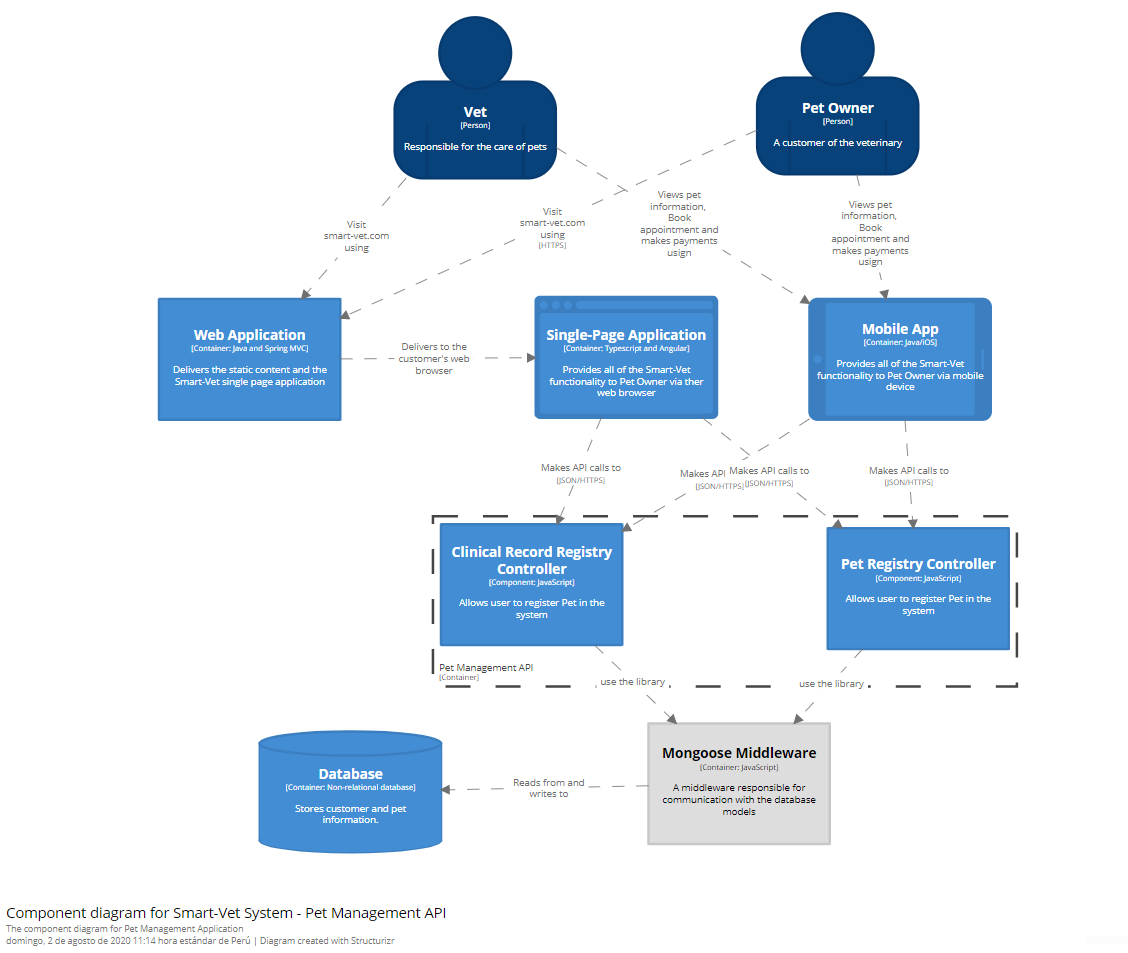 Vet
[Person]
Responsible for the care of pets
Pet Owner
[Person]
A customer of the veterinary
Visit
smart-vet.com
using
Visit
smart-vet.com
using
[HTTPS]
Views pet
information,
Book
appointment and
makes payments
usign
Views pet
information,
Book
appointment and
makes payments
usign
Web Application
[Container: Java and Spring MVC]
Delivers the static content and the
Smart-Vet single page application
Delivers to the
customer's web
browser
Single-Page Application
[Container: Typescript and Angular]
Provides all of the Smart-Vet
functionality to Pet Owner via ther
web browser
Mobile App
[Container: Java/iOS]
Provides all of the Smart-Vet
functionality to Pet Owner via mobile
device
Makes API calls to
[JSON/HTTPS]
Makes API
[JSON/HTTPS]
Makes API calls to
[JSON/HTTPS]
Makes API calls to
[JSON/HTTPS]
Clinical Record Registry
Controller
[Component: JavaScript]
Allows user to register Pet in the
system
Pet Registry Controller
[Component: JavaScript]
Allows user to register Pet in the
system
Pet Management API
[Container]
use the library
use the library
Database
[Container: Non-relational database]
Stores customer and pet
information.
Reads from and
writes to
Mongoose Middleware
[Container: JavaScript]
A middleware responsible for
communication with the database
models
Component diagram for Smart-Vet System - Pet Management API
The component diagram for Pet Management Application
domingo, 2 de agosto de 2020 11:14 hora estándar de Perú | Diagram created with Structurizr